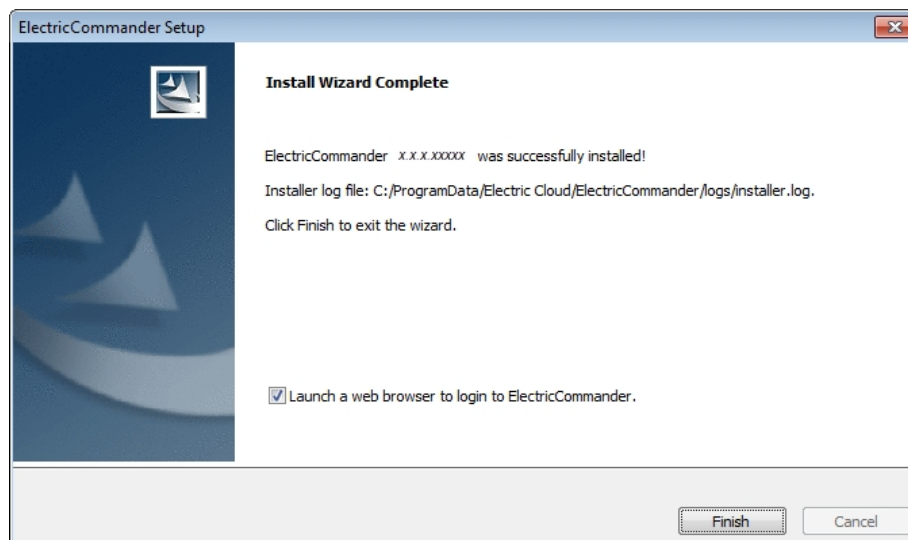 ElectricCommander Setup
Install Wizard Complete
ElectricCommander x.x.x.xxxxx was successfully installed!
Installer log file: C:/ProgramData/Electric Cloud/ElectricCommander/logs/installer.log.
Click Finish to exit the wizard.
Launch a web browser to login to ElectricCommander.
Finish Cancel